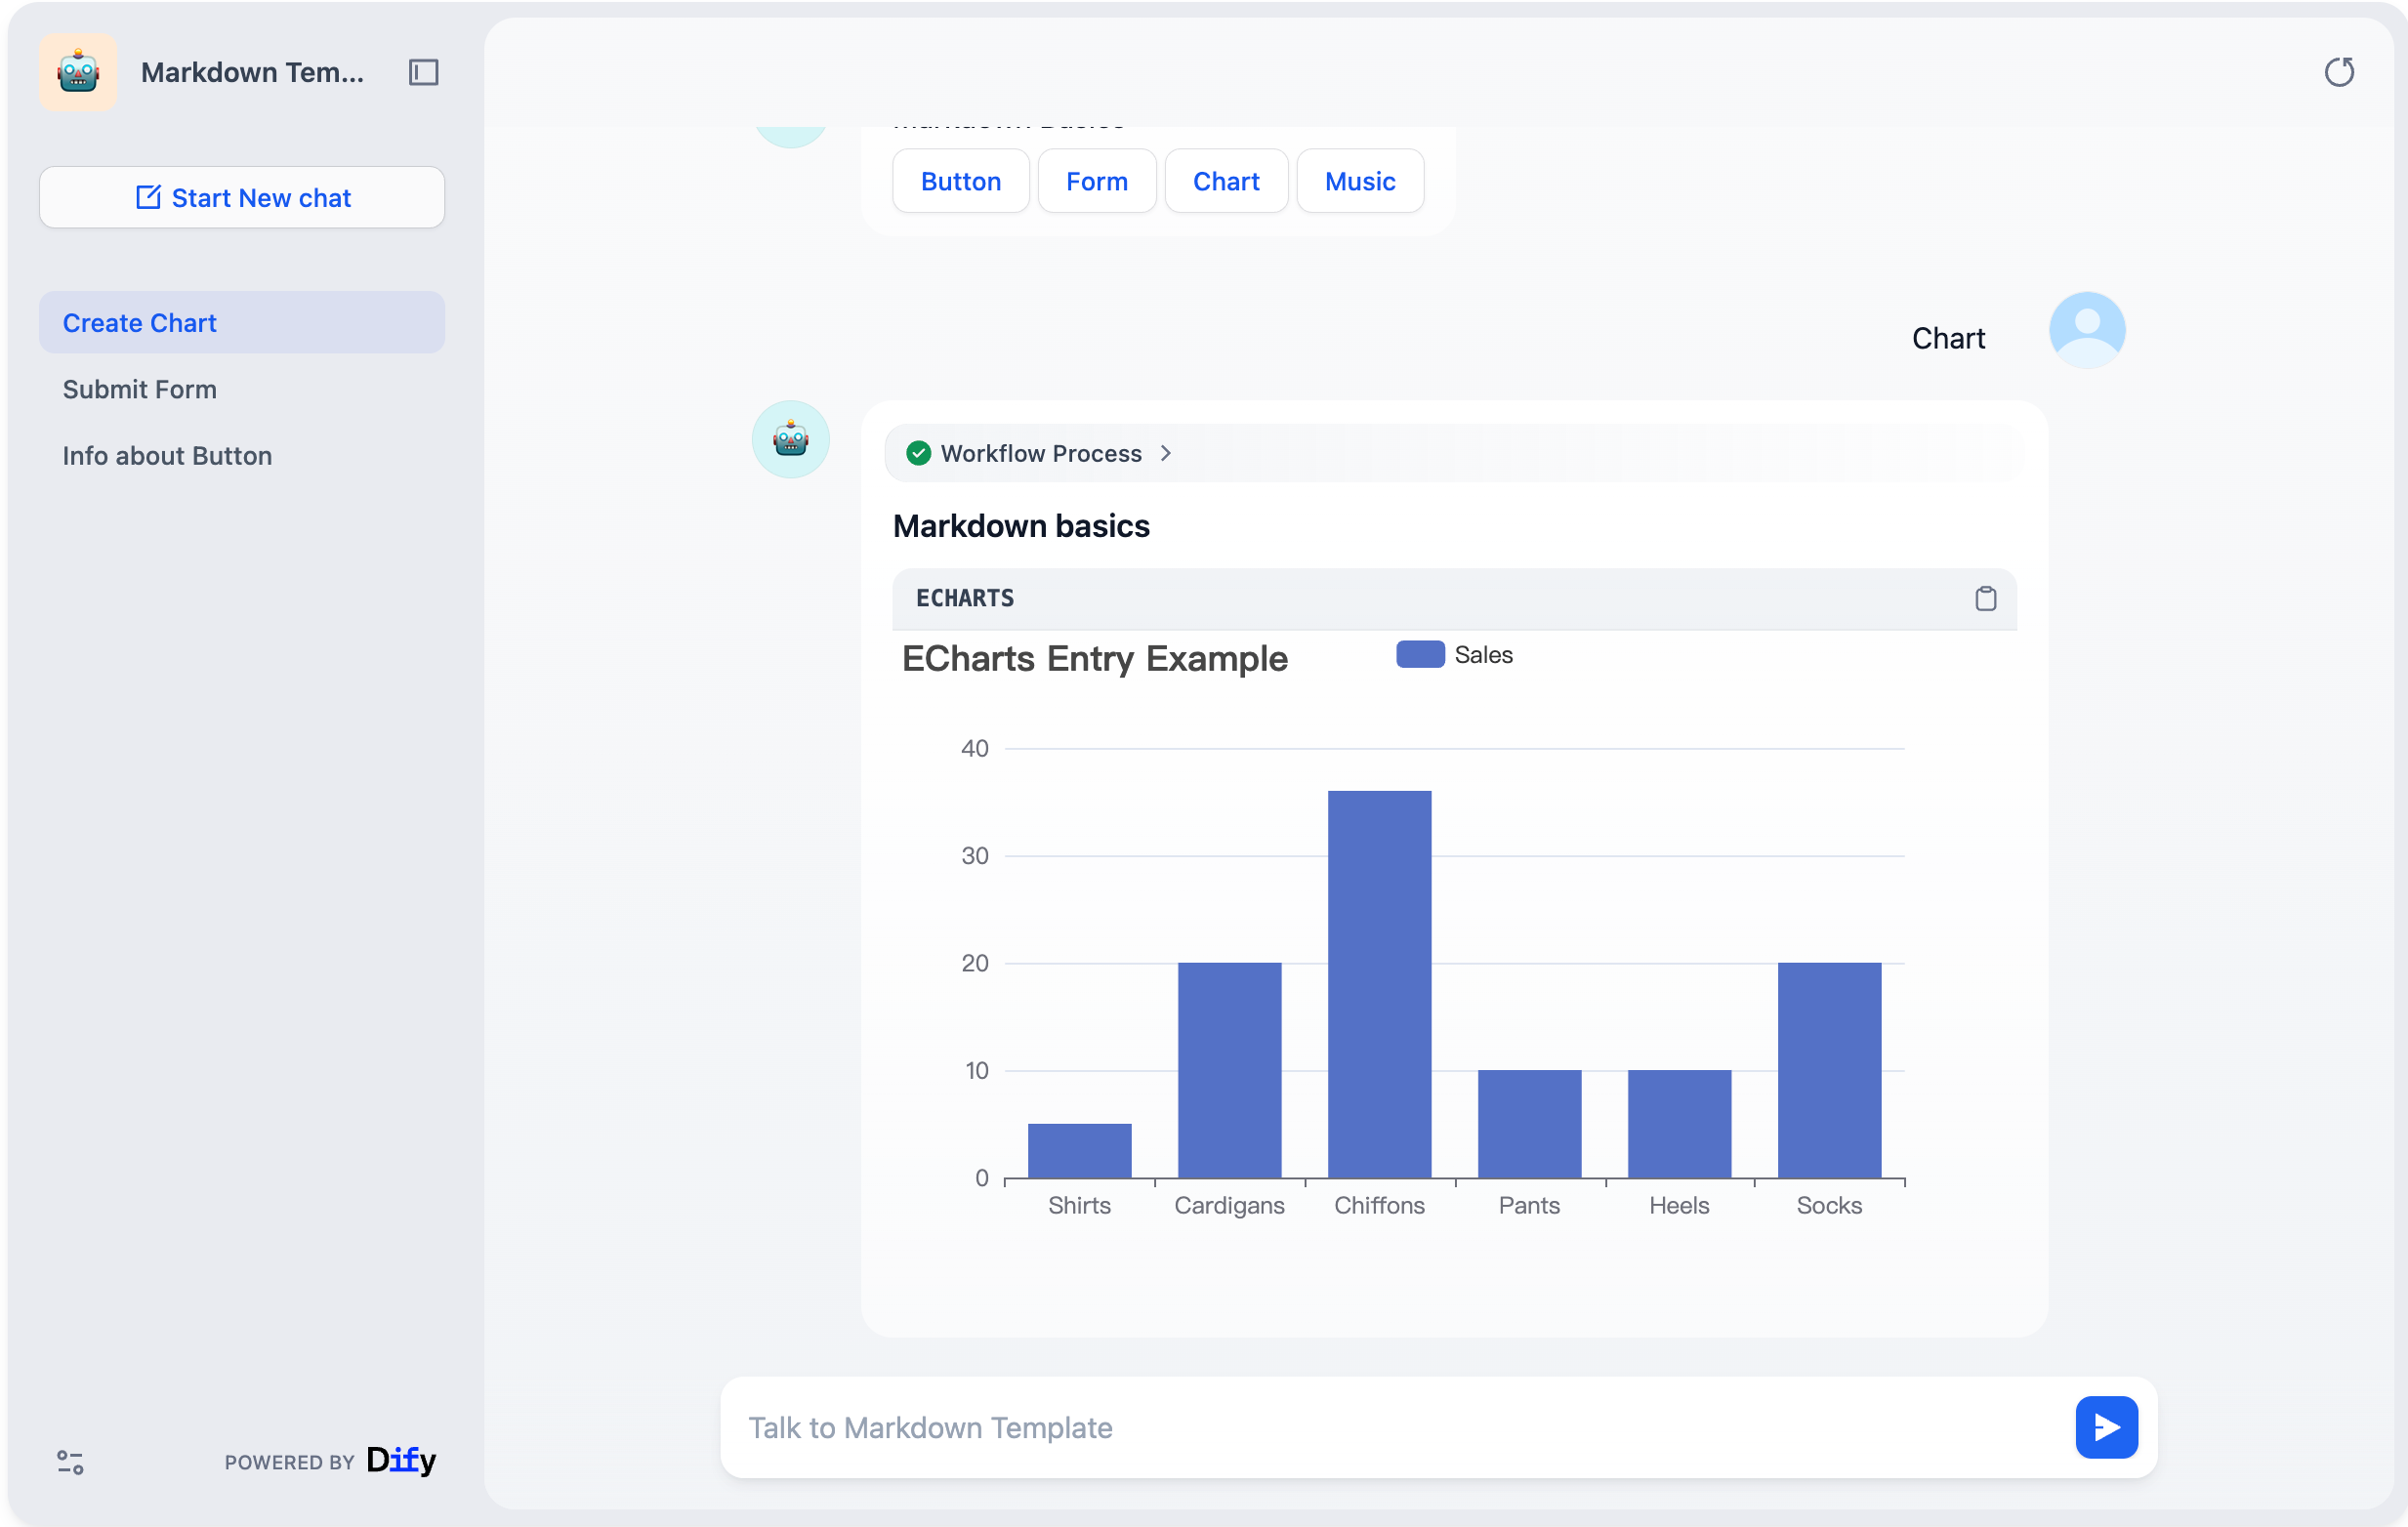 Markdown Tem...
Start New chat
Create Chart
Submit Form
Info about Button
POWERED BY Dify
Markdown Basics
Button Form Chart Music
Chart
Workflow Process
Markdown basics
ECHARTS
ECharts Entry Example
Sales
40
30
20
10
0
Shirts Cardigans Chiffons Pants Heels Socks
Talk to Markdown Template